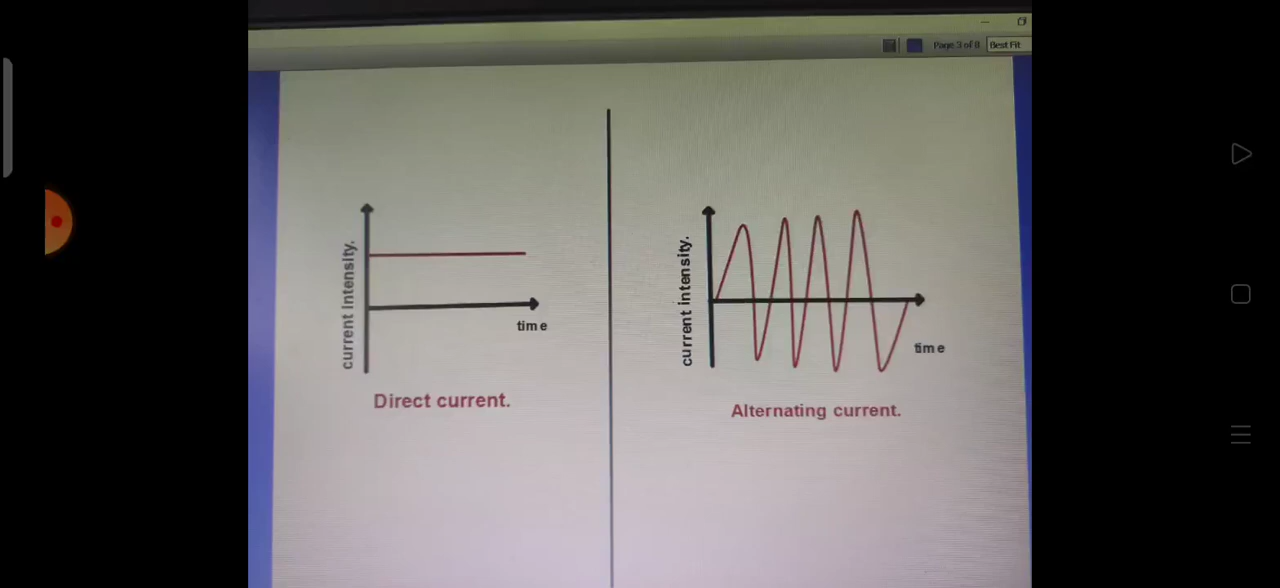 Page 3 of 8 Best Fit
current intensity.
time
Direct current.
current intensity.
time
Alternating current.